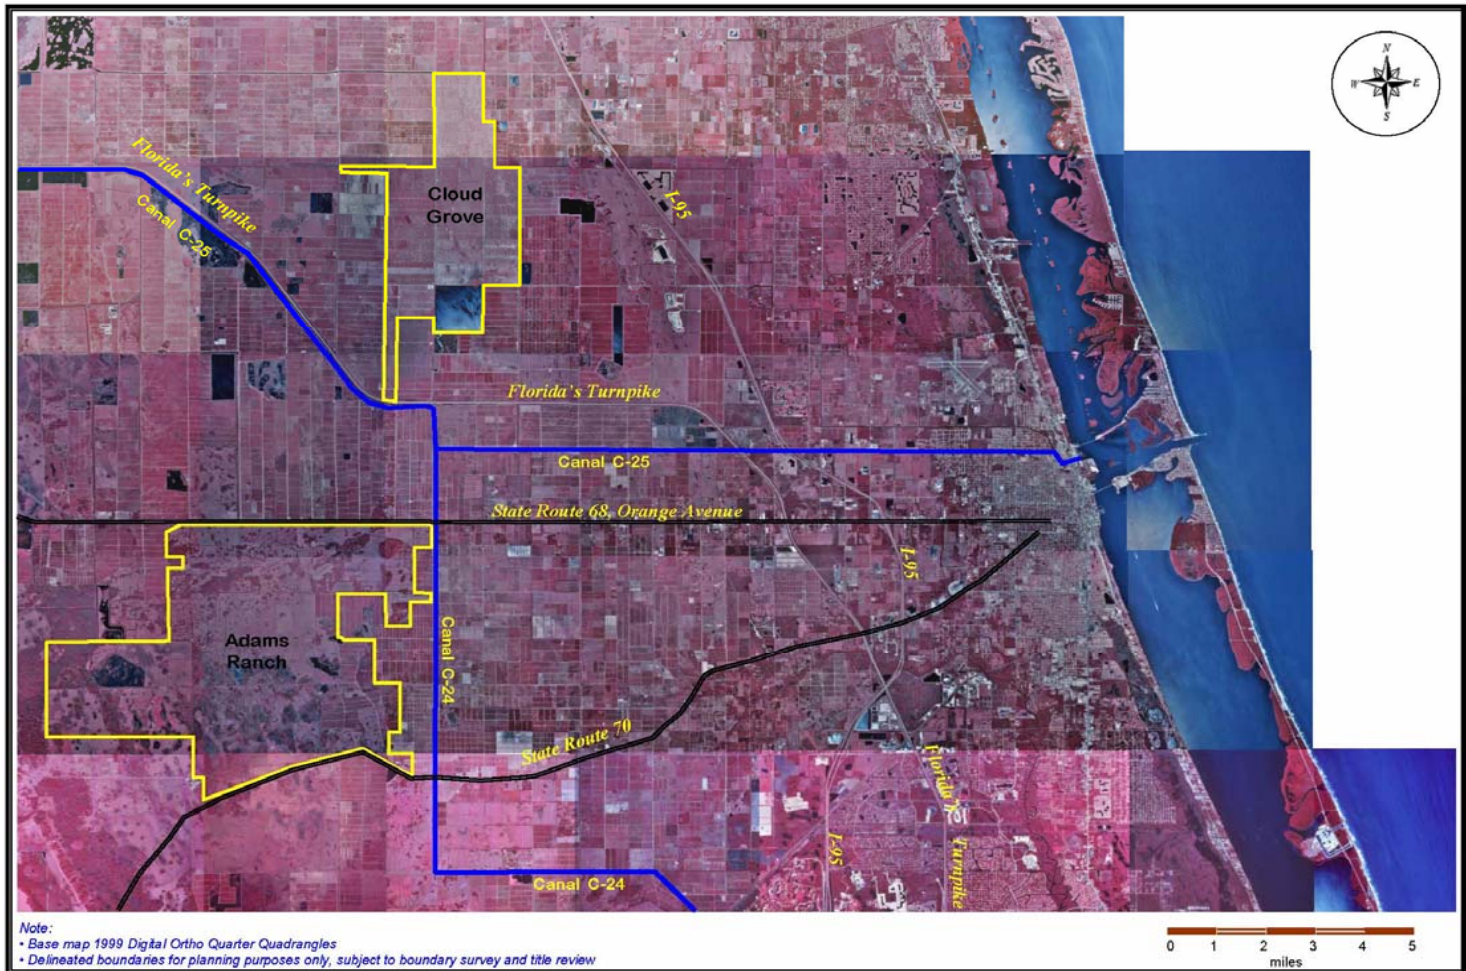 N
W E
S
Florida's Turnpike
Canal C-25
Cloud
Grove
I-95
Florida's Turnpike
Canal C-25
State Route 68, Orange Avenue
I-95
Adams
Ranch
Canal C-24
State Route 70
Florida's
Turnpike
I-95
Canal C-24
Note:
• Base map 1999 Digital Ortho Quarter Quadrangles
• Delineated boundaries for planning purposes only, subject to boundary survey and title review
0 1 2 3 4 5
miles